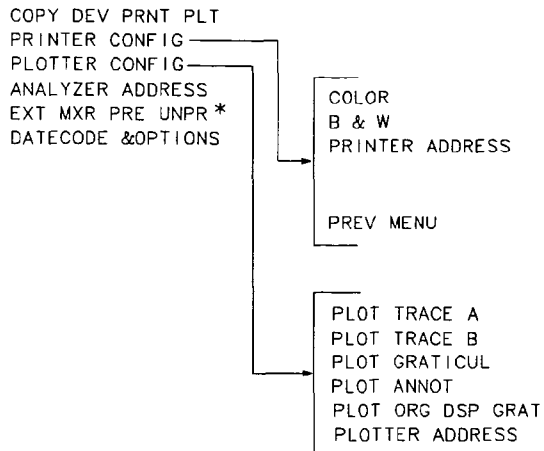 COPY DEV PRNT PLT
PRINTER CONFIG
PLOTTER CONFIG
ANALYZER ADDRESS
EXT MXR PRE UNPR *
DATECODE &OPTIONS
COLOR
B & W
PRINTER ADDRESS
PREV MENU
PLOT TRACE A
PLOT TRACE B
PLOT GRATICUL
PLOT ANNOT
PLOT ORG DSP GRAT
PLOTTER ADDRESS